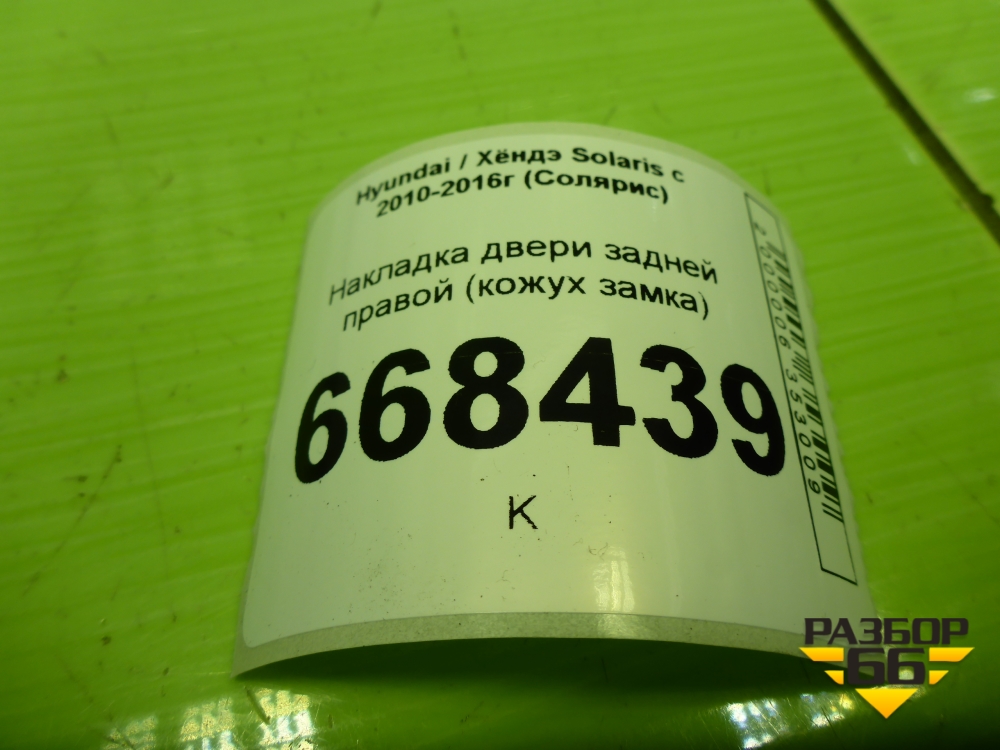 Hyundai / Хёндэ Solaris с
2010-2016г (Солярис)
Накладка двери задней
правой (кожух замка)
668439
К
2000006353009
РАЗБОР
66